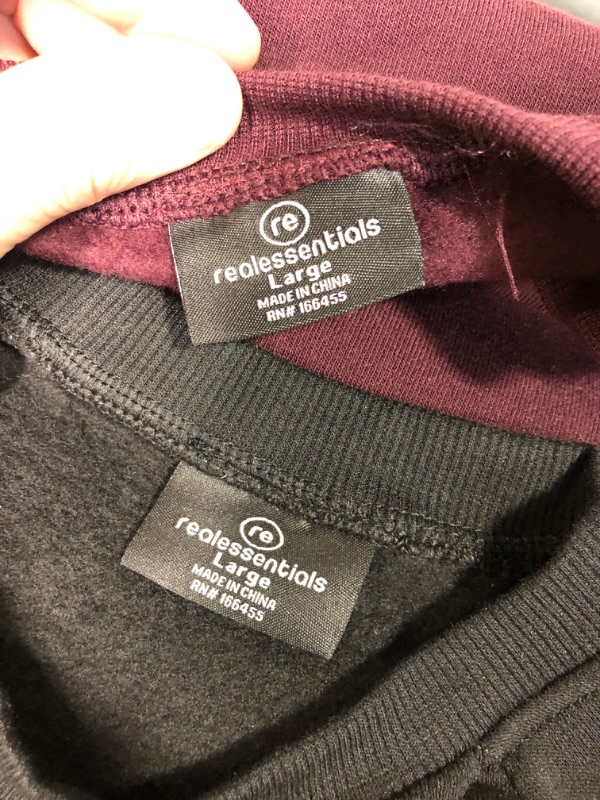 re
realessentials
Large
MADE IN CHINA
RN# 166455
re
realessentials
Large
MADE IN CHINA
RN# 166455